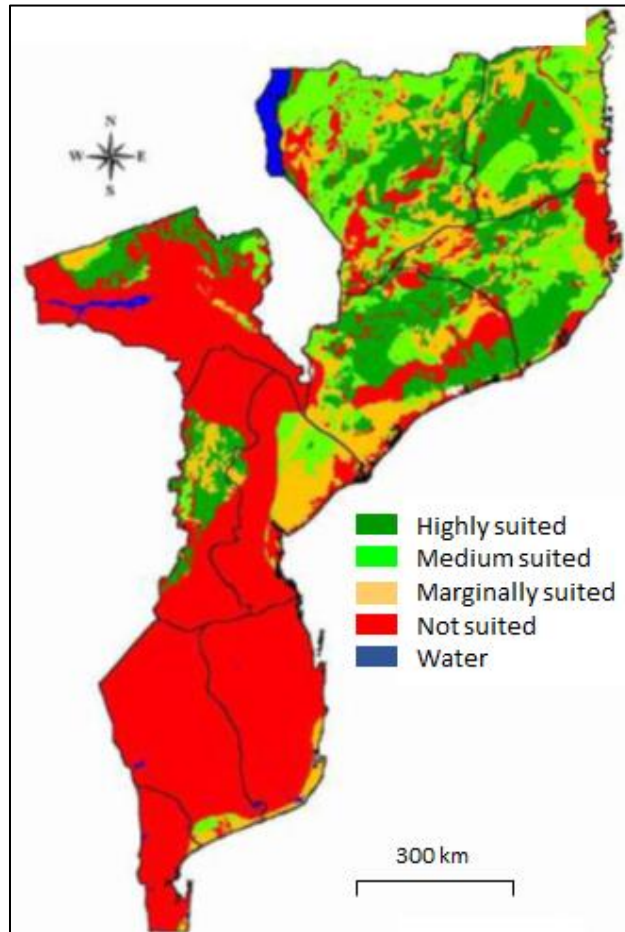 N
W E
S
Highly suited
Medium suited
Marginally suited
Not suited
Water
300 km